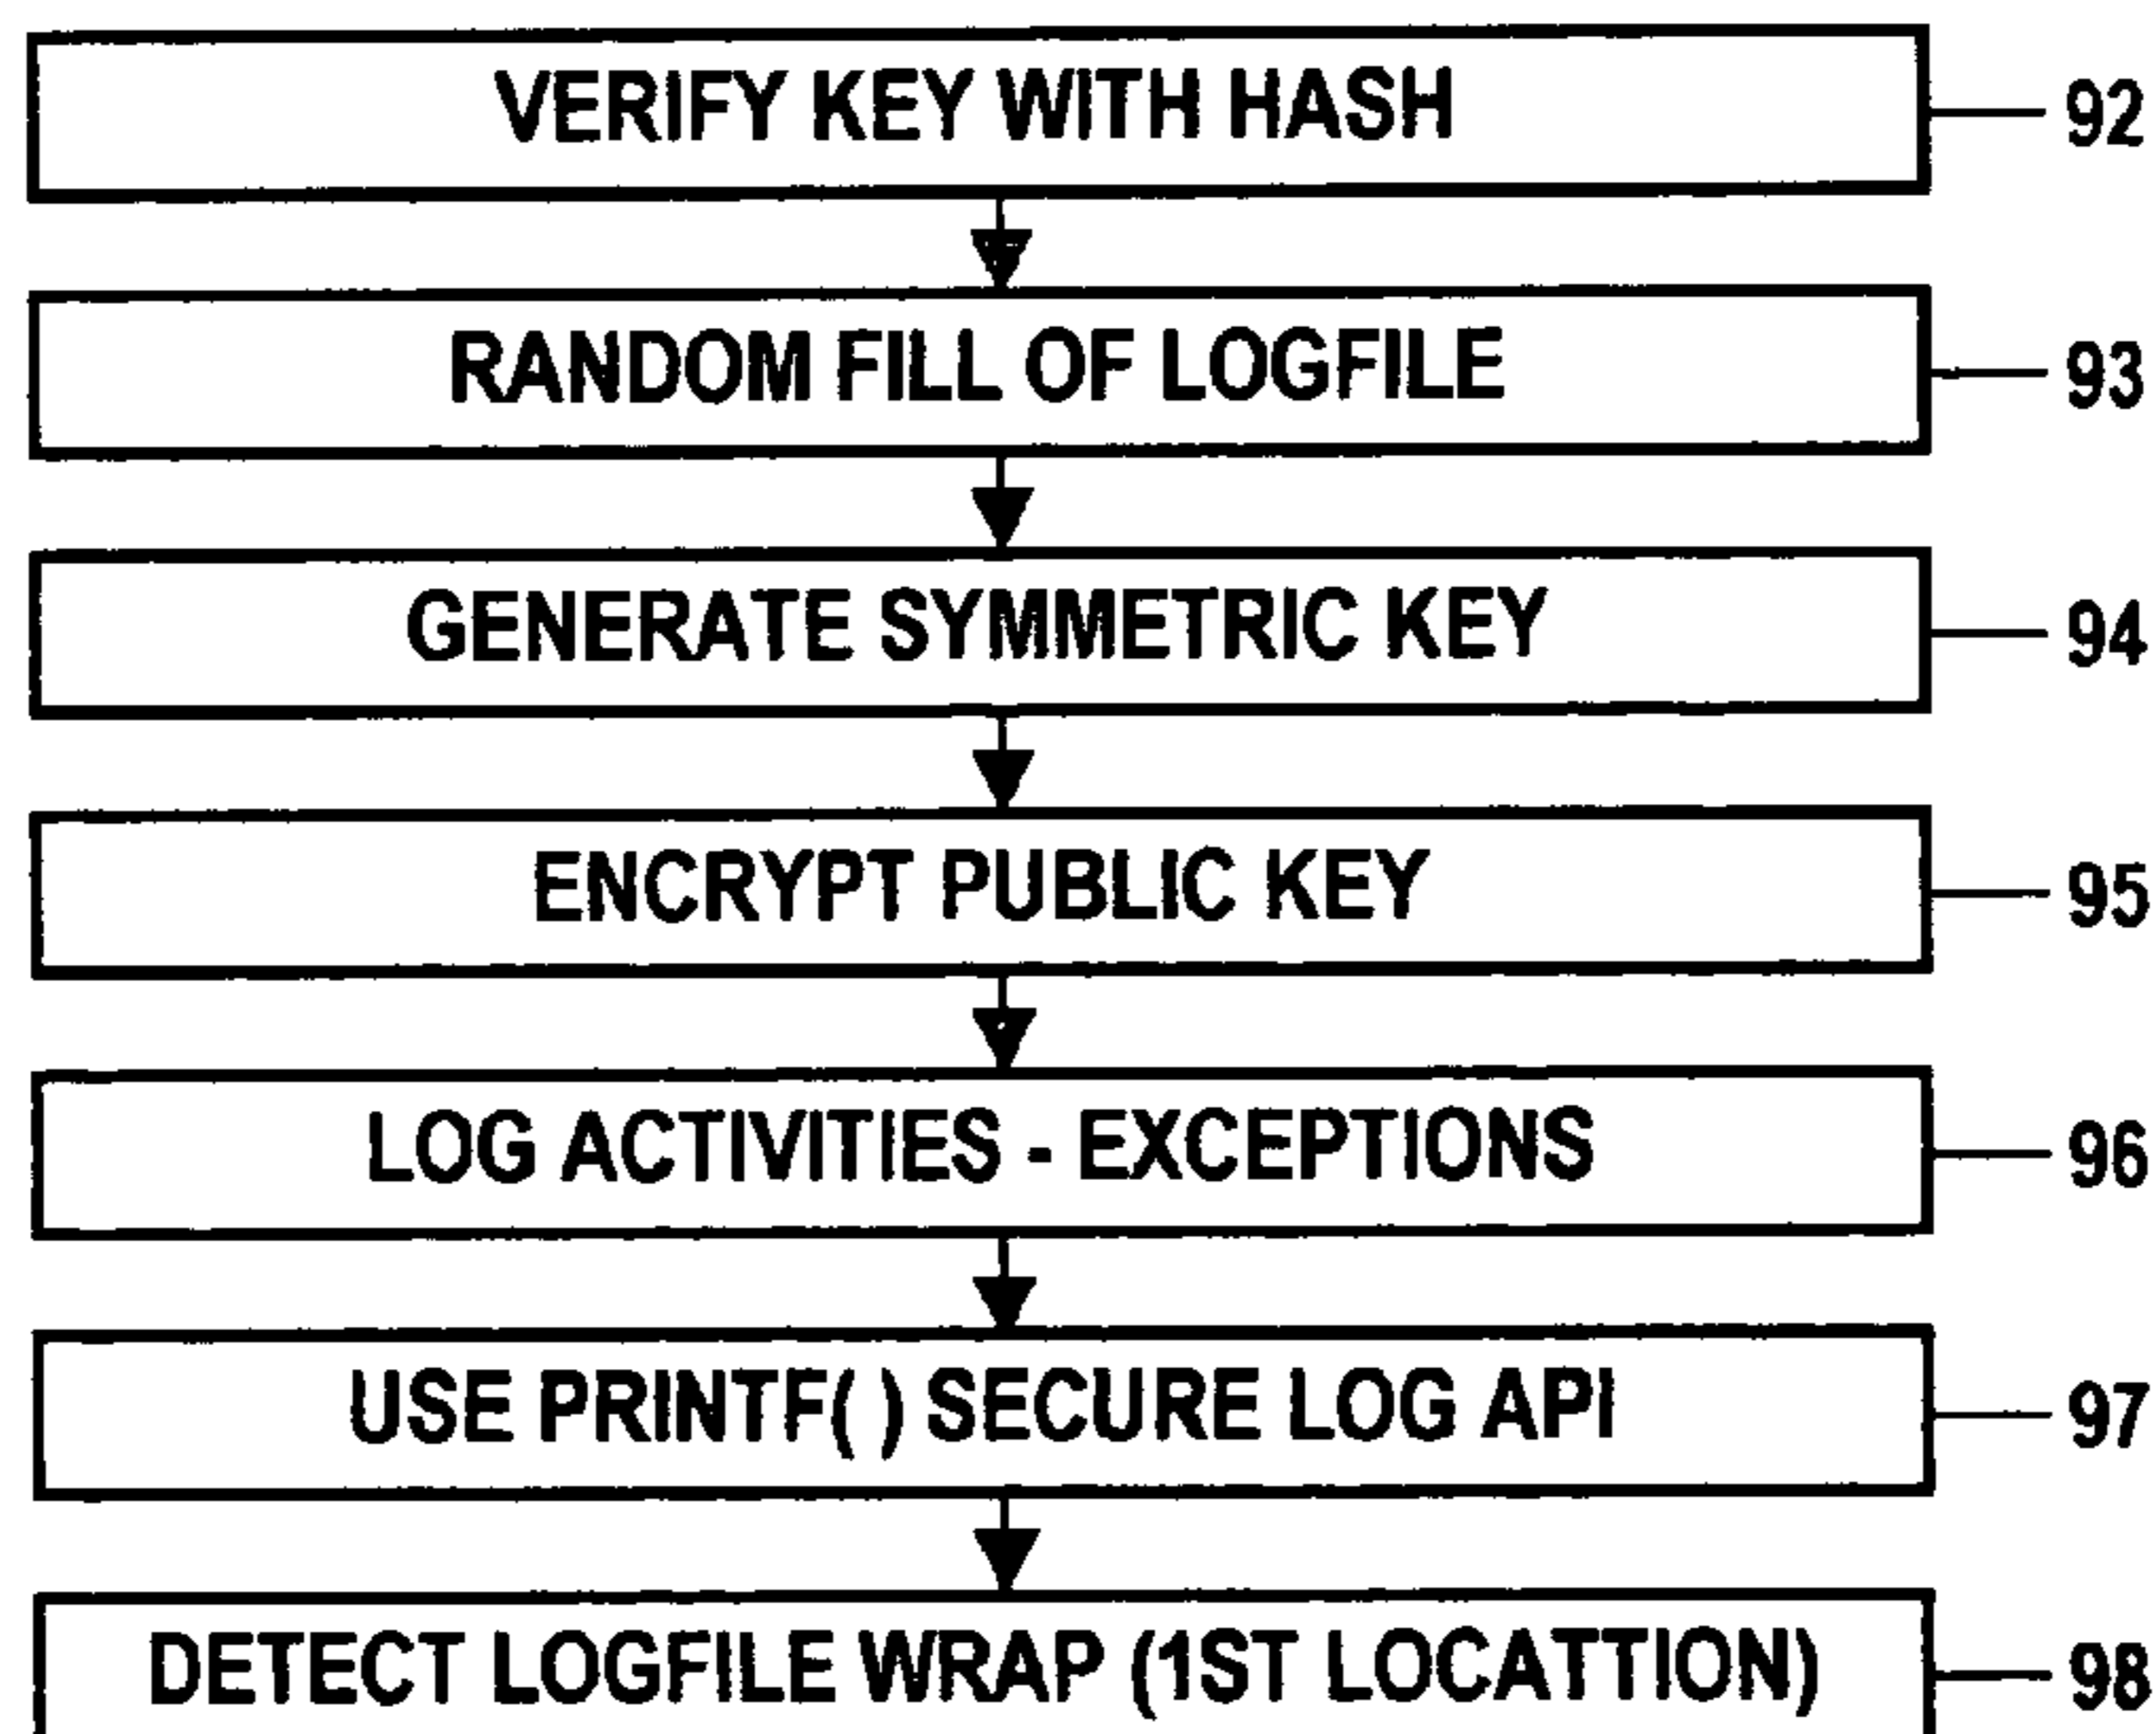 VERIFY KEY WITH HASH 92
RANDOM FILL OF LOGFILE 93
GENERATE SYMMETRIC KEY 94
ENCRYPT PUBLIC KEY 95
LOG ACTIVITIES - EXCEPTIONS 96
USE PRINTF( ) SECURE LOG API 97
DETECT LOGFILE WRAP (1ST LOCATTION) 98